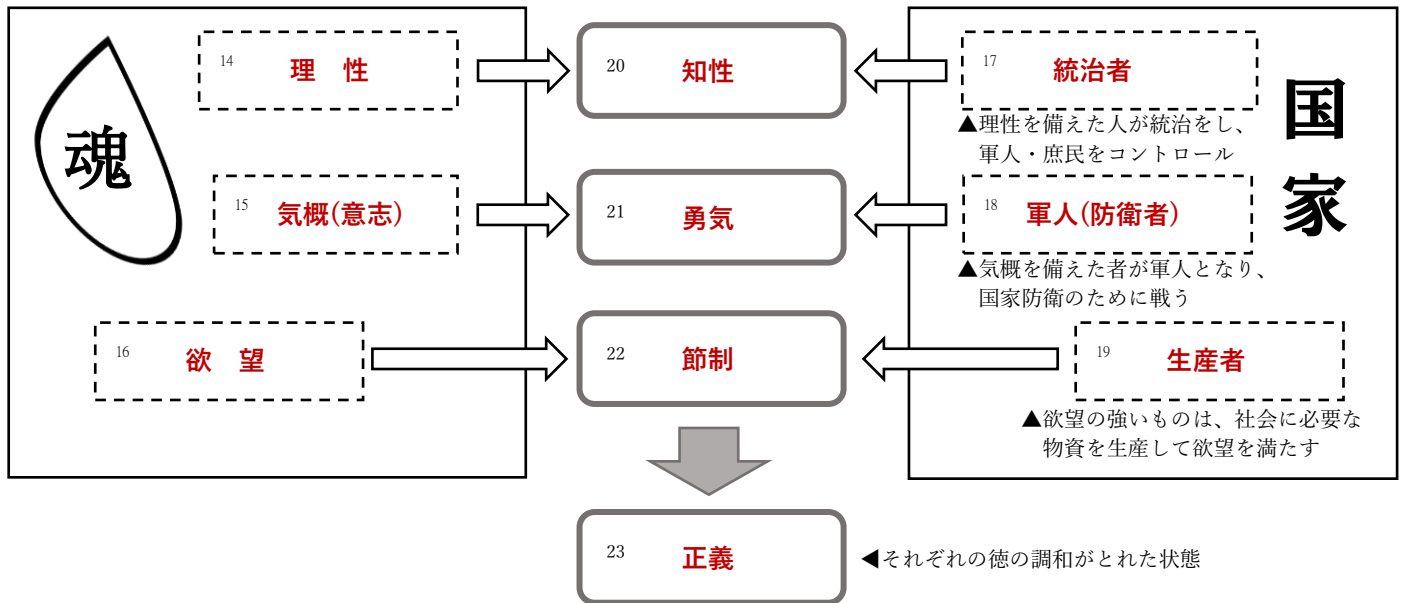 魂
14 理　性
15 気概(意志)
16 欲　望
20 知性
21 勇気
22 節制
23 正義
◀それぞれの徳の調和がとれた状態
国家
17 統治者
▲理性を備えた人が統治をし、
軍人・庶民をコントロール
18 軍人(防衛者)
▲気概を備えた者が軍人となり、
国家防衛のために戦う
19 生産者
▲欲望の強いものは、社会に必要な
物資を生産して欲望を満たす